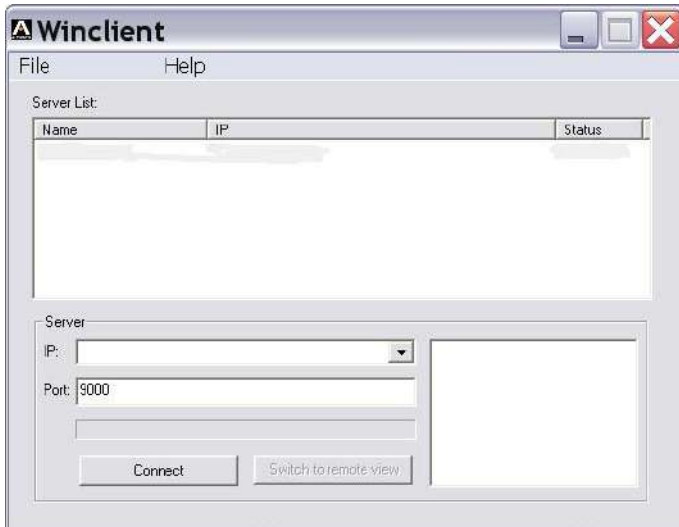 Winclient
File Help
Server List:
Name IP Status
Server
IP:
Port: 9000
Connect Switch to remote view